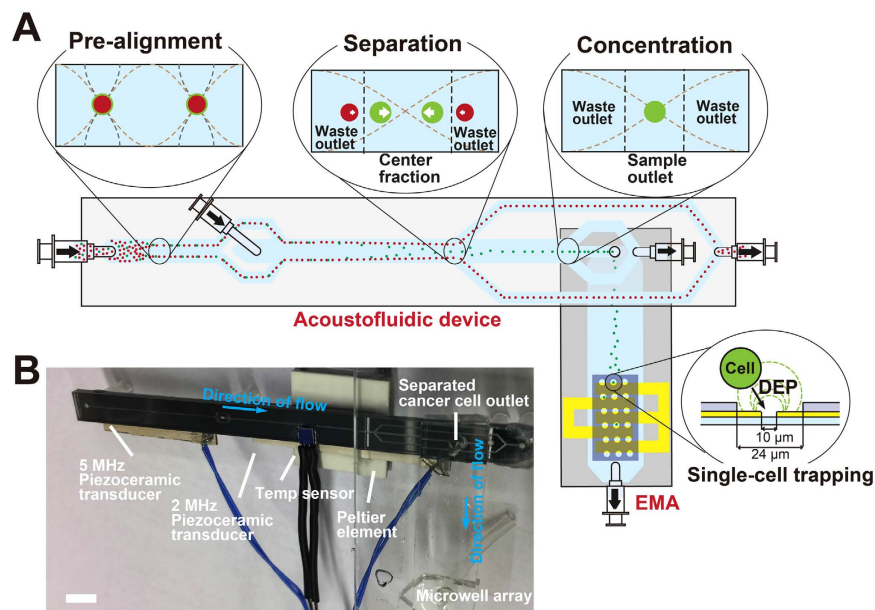 A
Pre-alignment
Separation
Concentration
Waste outlet
Waste outlet
Center fraction
Waste outlet
Waste outlet
Sample outlet
Acoustofluidic device
Cell
DEP
10 µm
24 µm
Single-cell trapping
EMA
B
Direction of flow
Separated
cancer cell outlet
5 MHz
Piezoceramic
transducer
2 MHz
Piezoceramic
transducer
Temp sensor
Peltier
element
Direction of flow
Microwell array